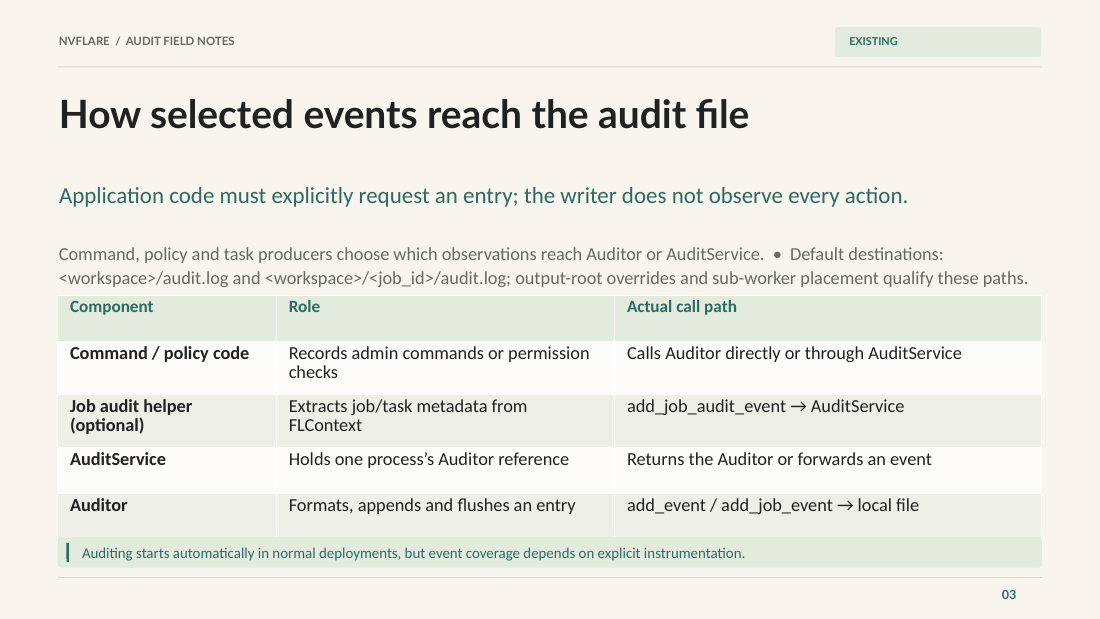 NVFLARE / AUDIT FIELD NOTES
EXISTING
How selected events reach the audit file
Application code must explicitly request an entry; the writer does not observe every action.
Command, policy and task producers choose which observations reach Auditor or AuditService. • Default destinations:
<workspace>/audit.log and <workspace>/<job_id>/audit.log; output-root overrides and sub-worker placement qualify these paths.
Component
Role
Actual call path
Command / policy code
Records admin commands or permission
checks
Calls Auditor directly or through AuditService
Job audit helper
(optional)
Extracts job/task metadata from
FLContext
add_job_audit_event → AuditService
AuditService
Holds one process’s Auditor reference
Returns the Auditor or forwards an event
Auditor
Formats, appends and flushes an entry
add_event / add_job_event → local file
Auditing starts automatically in normal deployments, but event coverage depends on explicit instrumentation.
03